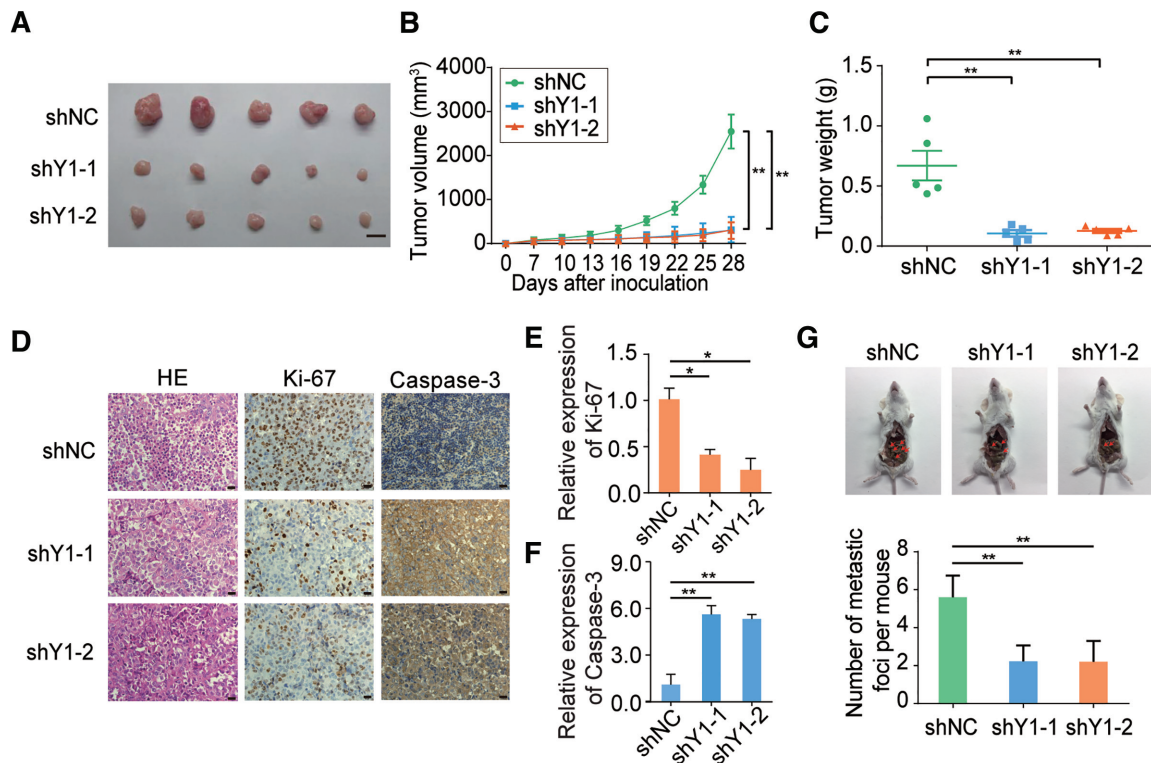 A
shNC
shY1-1
shY1-2
B
Tumor volume (mm³)
4000
3000
2000
1000
0
shNC
shY1-1
shY1-2
**
**
0 7 10 13 16 19 22 25 28
Days after inoculation
C
Tumor weight (g)
1.5
1.0
0.5
0.0
**
**
shNC shY1-1 shY1-2
D
HE Ki-67 Caspase-3
shNC
shY1-1
shY1-2
E
Relative expression
of Ki-67
1.5
1.0
0.5
0.0
*
*
shNC shY1-1 shY1-2
F
Relative expression
of Caspase-3
9.0
6.0
3.0
0.0
**
**
shNC shY1-1 shY1-2
G
shNC shY1-1 shY1-2
Number of metastic
foci per mouse
8
6
4
2
0
**
**
shNC shY1-1 shY1-2